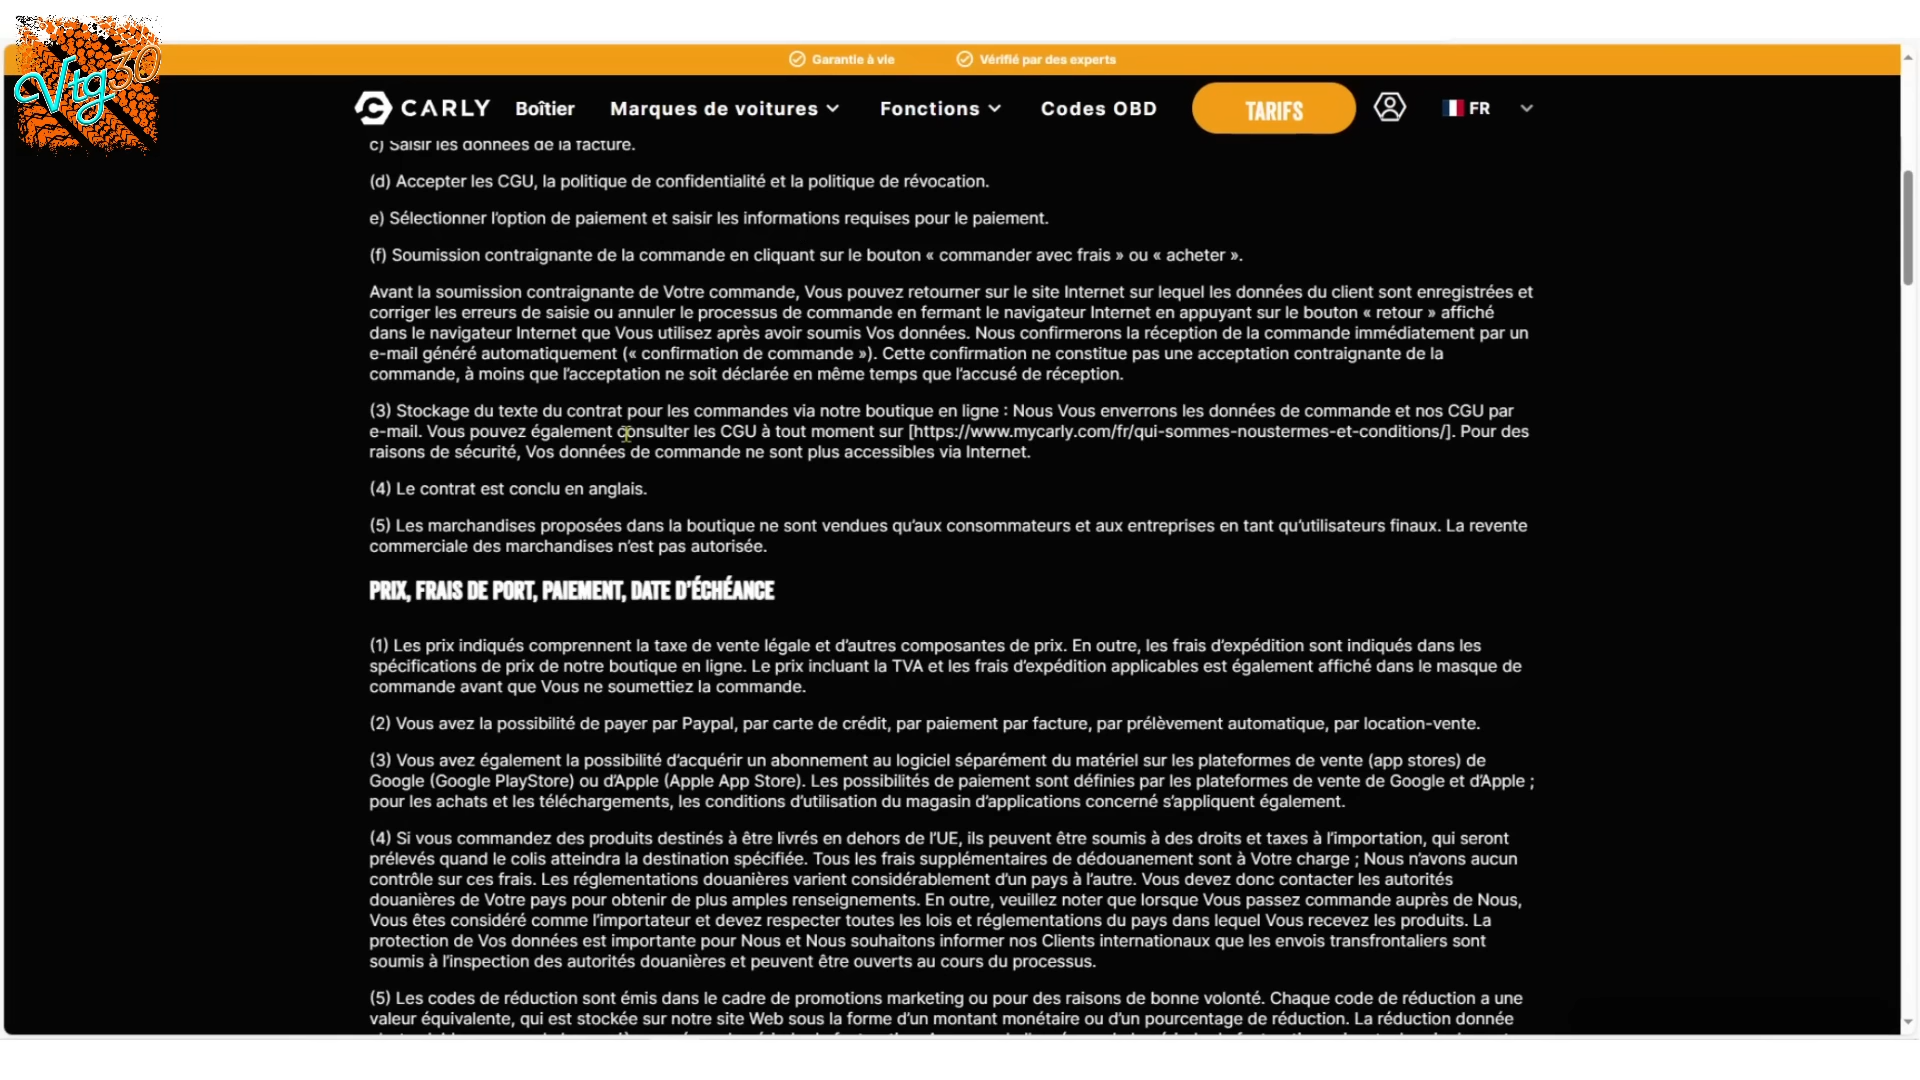 Vtg30
Garantie à vie
Vérifié par des experts
CARLY
Boîtier
Marques de voitures
Fonctions
Codes OBD
TARIFS
FR
c) Saisir les données de la facture.
(d) Accepter les CGU, la politique de confidentialité et la politique de révocation.
e) Sélectionner l’option de paiement et saisir les informations requises pour le paiement.
(f) Soumission contraignante de la commande en cliquant sur le bouton « commander avec frais » ou « acheter ».
Avant la soumission contraignante de Votre commande, Vous pouvez retourner sur le site Internet sur lequel les données du client sont enregistrées et
corriger les erreurs de saisie ou annuler le processus de commande en fermant le navigateur Internet en appuyant sur le bouton « retour » affiché
dans le navigateur Internet que Vous utilisez après avoir soumis Vos données. Nous confirmerons la réception de la commande immédiatement par un
e-mail généré automatiquement (« confirmation de commande »). Cette confirmation ne constitue pas une acceptation contraignante de la
commande, à moins que l’acceptation ne soit déclarée en même temps que l’accusé de réception.
(3) Stockage du texte du contrat pour les commandes via notre boutique en ligne : Nous Vous enverrons les données de commande et nos CGU par
e-mail. Vous pouvez également consulter les CGU à tout moment sur [https://www.mycarly.com/fr/qui-sommes-noustermes-et-conditions/]. Pour des
raisons de sécurité, Vos données de commande ne sont plus accessibles via Internet.
(4) Le contrat est conclu en anglais.
(5) Les marchandises proposées dans la boutique ne sont vendues qu’aux consommateurs et aux entreprises en tant qu’utilisateurs finaux. La revente
commerciale des marchandises n’est pas autorisée.
PRIX, FRAIS DE PORT, PAIEMENT, DATE D’ÉCHÉANCE
(1) Les prix indiqués comprennent la taxe de vente légale et d’autres composantes de prix. En outre, les frais d’expédition sont indiqués dans les
spécifications de prix de notre boutique en ligne. Le prix incluant la TVA et les frais d’expédition applicables est également affiché dans le masque de
commande avant que Vous ne soumettiez la commande.
(2) Vous avez la possibilité de payer par Paypal, par carte de crédit, par paiement par facture, par prélèvement automatique, par location-vente.
(3) Vous avez également la possibilité d’acquérir un abonnement au logiciel séparément du matériel sur les plateformes de vente (app stores) de
Google (Google PlayStore) ou d’Apple (Apple App Store). Les possibilités de paiement sont définies par les plateformes de vente de Google et d’Apple ;
pour les achats et les téléchargements, les conditions d’utilisation du magasin d’applications concerné s’appliquent également.
(4) Si vous commandez des produits destinés à être livrés en dehors de l’UE, ils peuvent être soumis à des droits et taxes à l’importation, qui seront
prélevés quand le colis atteindra la destination spécifiée. Tous les frais supplémentaires de dédouanement sont à Votre charge ; Nous n’avons aucun
contrôle sur ces frais. Les réglementations douanières varient considérablement d’un pays à l’autre. Vous devez donc contacter les autorités
douanières de Votre pays pour obtenir de plus amples renseignements. En outre, veuillez noter que lorsque Vous passez commande auprès de Nous,
Vous êtes considéré comme l’importateur et devez respecter toutes les lois et réglementations du pays dans lequel Vous recevez les produits. La
protection de Vos données est importante pour Nous et Nous souhaitons informer nos Clients internationaux que les envois transfrontaliers sont
soumis à l’inspection des autorités douanières et peuvent être ouverts au cours du processus.
(5) Les codes de réduction sont émis dans le cadre de promotions marketing ou pour des raisons de bonne volonté. Chaque code de réduction a une
valeur équivalente, qui est stockée sur notre site Web sous la forme d’un montant monétaire ou d’un pourcentage de réduction. La réduction donnée